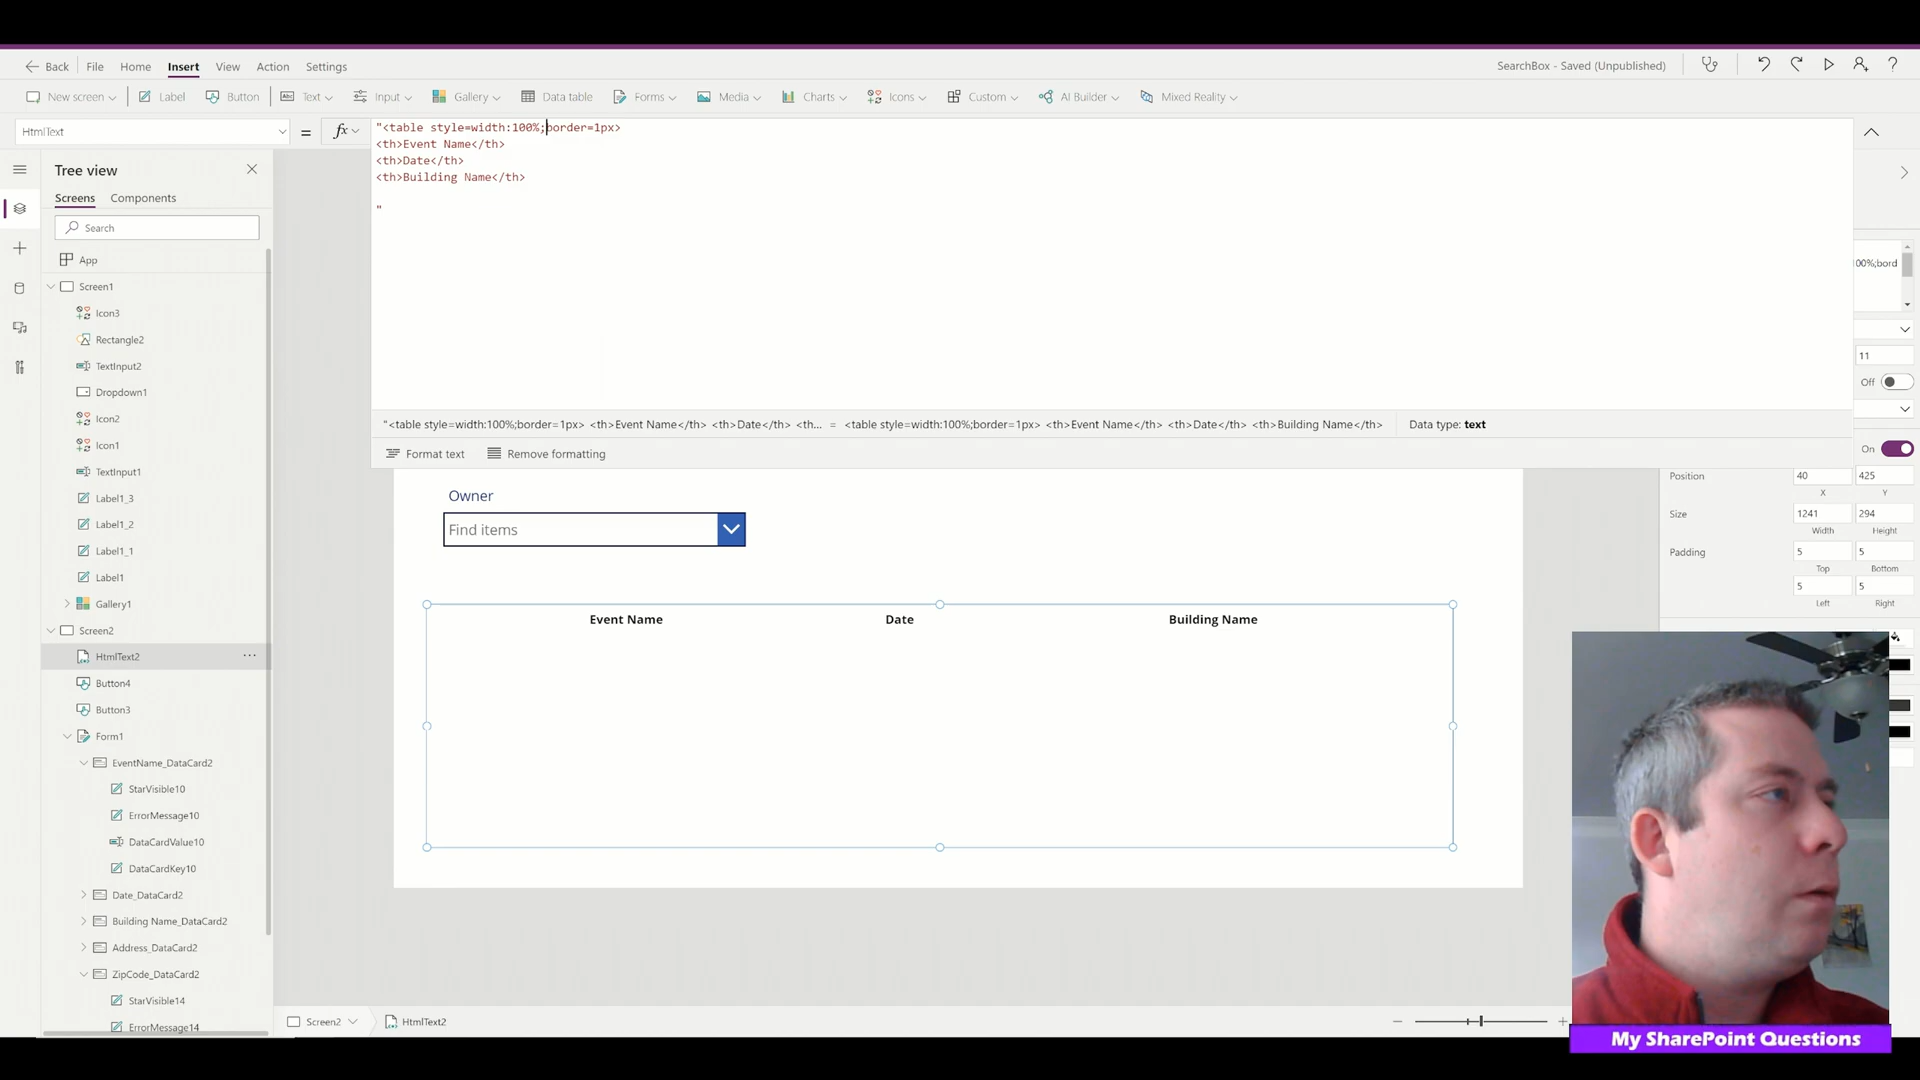 Back File Home Insert View Action Settings SearchBox - Saved (Unpublished)
New screen Label Button Text Input Gallery Data table Forms Media Charts Icons Custom AI Builder Mixed Reality
HtmlText = fx "<table style=width:100%;border=1px>
<th>Event Name</th>
<th>Date</th>
<th>Building Name</th>
"
Tree view
Screens Components
Search
App
Screen1
Icon3
Rectangle2
TextInput2
Dropdown1
Icon2
Icon1
TextInput1
Label1_3
Label1_2
Label1_1
Label1
Gallery1
Screen2
HtmlText2
Button4
Button3
Form1
EventName_DataCard2
StarVisible10
ErrorMessage10
DataCardValue10
DataCardKey10
Date_DataCard2
Building Name_DataCard2
Address_DataCard2
ZipCode_DataCard2
StarVisible14
ErrorMessage14
"<table style=width:100%;border=1px> <th>Event Name</th> <th>Date</th> <th... = <table style=width:100%;border=1px> <th>Event Name</th> <th>Date</th> <th>Building Name</th> Data type: text
Format text Remove formatting
Owner
Find items
Event Name Date Building Name
00%;bord
11
Off
On
Position 40 425
X Y
Size 1241 294
Width Height
Padding 5 5
Top Bottom
5 5
Left Right
Screen2 HtmlText2
My SharePoint Questions